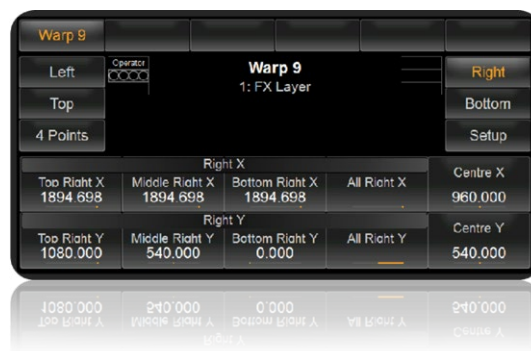 Warp 9
Left
Operator
Warp 9
Right
1: FX Layer
Top
Bottom
4 Points
Setup
Right X
Centre X
Top Right X
Middle Right X
Bottom Right X
All Right X
1894.698
1894.698
1894.698
960.000
Right Y
Centre Y
Top Right Y
Middle Right Y
Bottom Right Y
All Right Y
1080.000
540.000
0.000
540.000